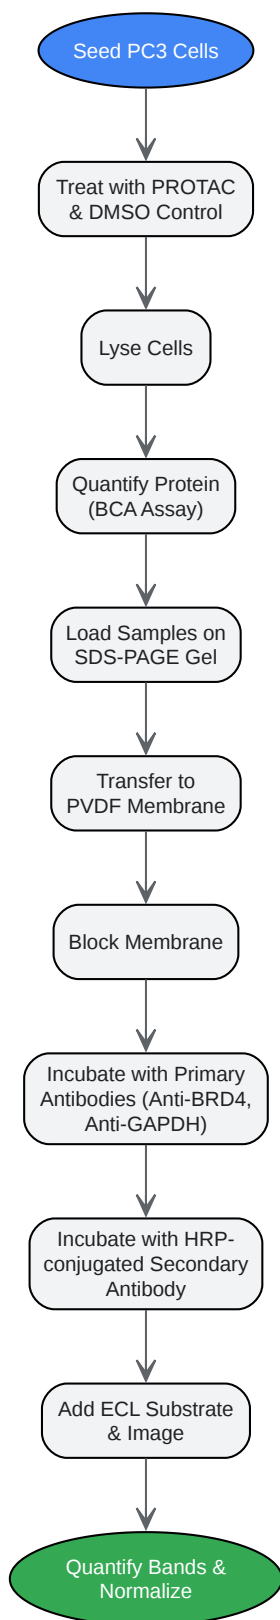 Seed PC3 Cells
Treat with PROTAC
& DMSO Control
Lyse Cells
Quantify Protein
(BCA Assay)
Load Samples on
SDS-PAGE Gel
Transfer to
PVDF Membrane
Block Membrane
Incubate with Primary
Antibodies (Anti-BRD4,
Anti-GAPDH)
Incubate with HRP-
conjugated Secondary
Antibody
Add ECL Substrate
& Image
Quantify Bands &
Normalize